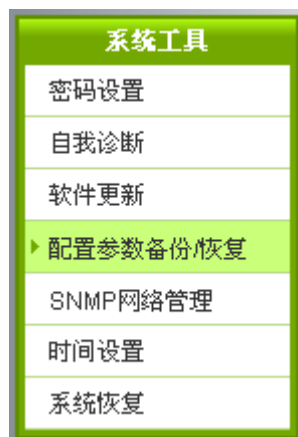 系统工具
密码设置
自我诊断
软件更新
配置参数备份/恢复
SNMP网络管理
时间设置
系统恢复